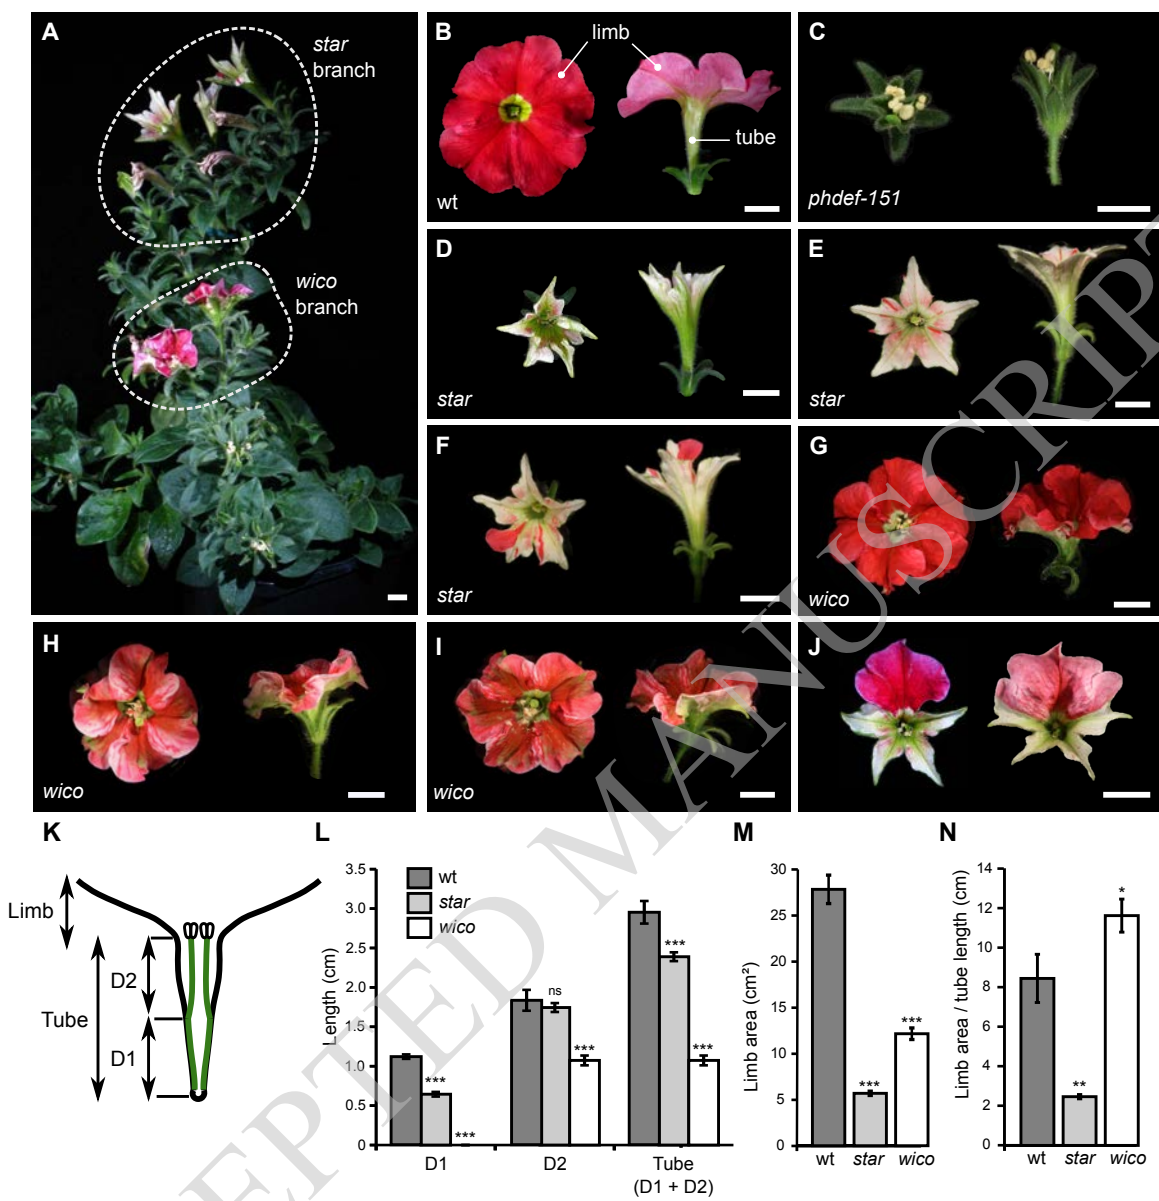 A
star
branch
wico
branch
B
limb
tube
wt
C
phdef-151
D
star
E
star
F
star
G
wico
H
wico
I
wico
J
K
Limb
D2
Tube
D1
L
Length (cm)
3.5
3.0
2.5
2.0
1.5
1.0
0.5
0
wt
star
wico
***
***
ns
***
***
***
D1
D2
Tube
(D1 + D2)
M
Limb area (cm²)
30
25
20
15
10
5
0
***
***
wt
star
wico
N
Limb area / tube length (cm)
14
12
10
8
6
4
2
0
**
*
wt
star
wico
EPTED MANUSCRIPT